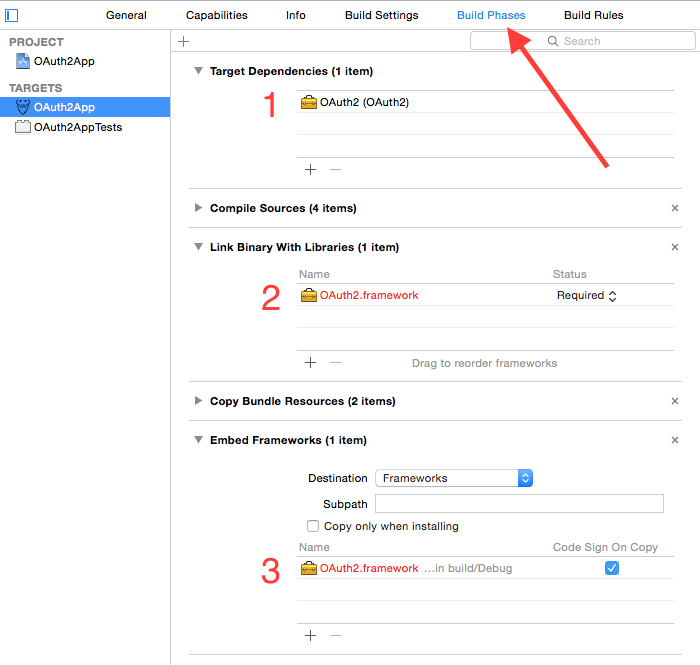 General Capabilities Info Build Settings Build Phases Build Rules
PROJECT
OAuth2App
TARGETS
OAuth2App
OAuth2AppTests
Search
Target Dependencies (1 item)
1
OAuth2 (OAuth2)
Compile Sources (4 items)
Link Binary With Libraries (1 item)
Name Status
2
OAuth2.framework Required
Drag to reorder frameworks
Copy Bundle Resources (2 items)
Embed Frameworks (1 item)
Destination Frameworks
Subpath
Copy only when installing
Name Code Sign On Copy
3
OAuth2.framework ...in build/Debug